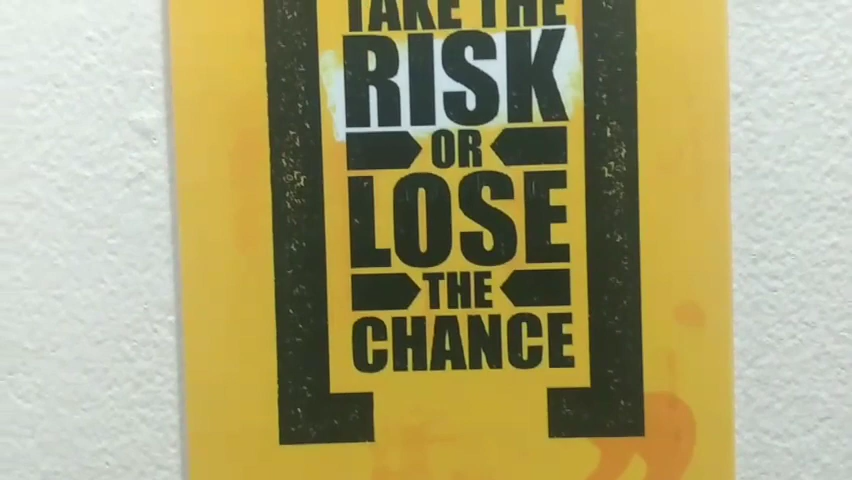 TAKE THE
RISK
OR
LOSE
THE
CHANCE